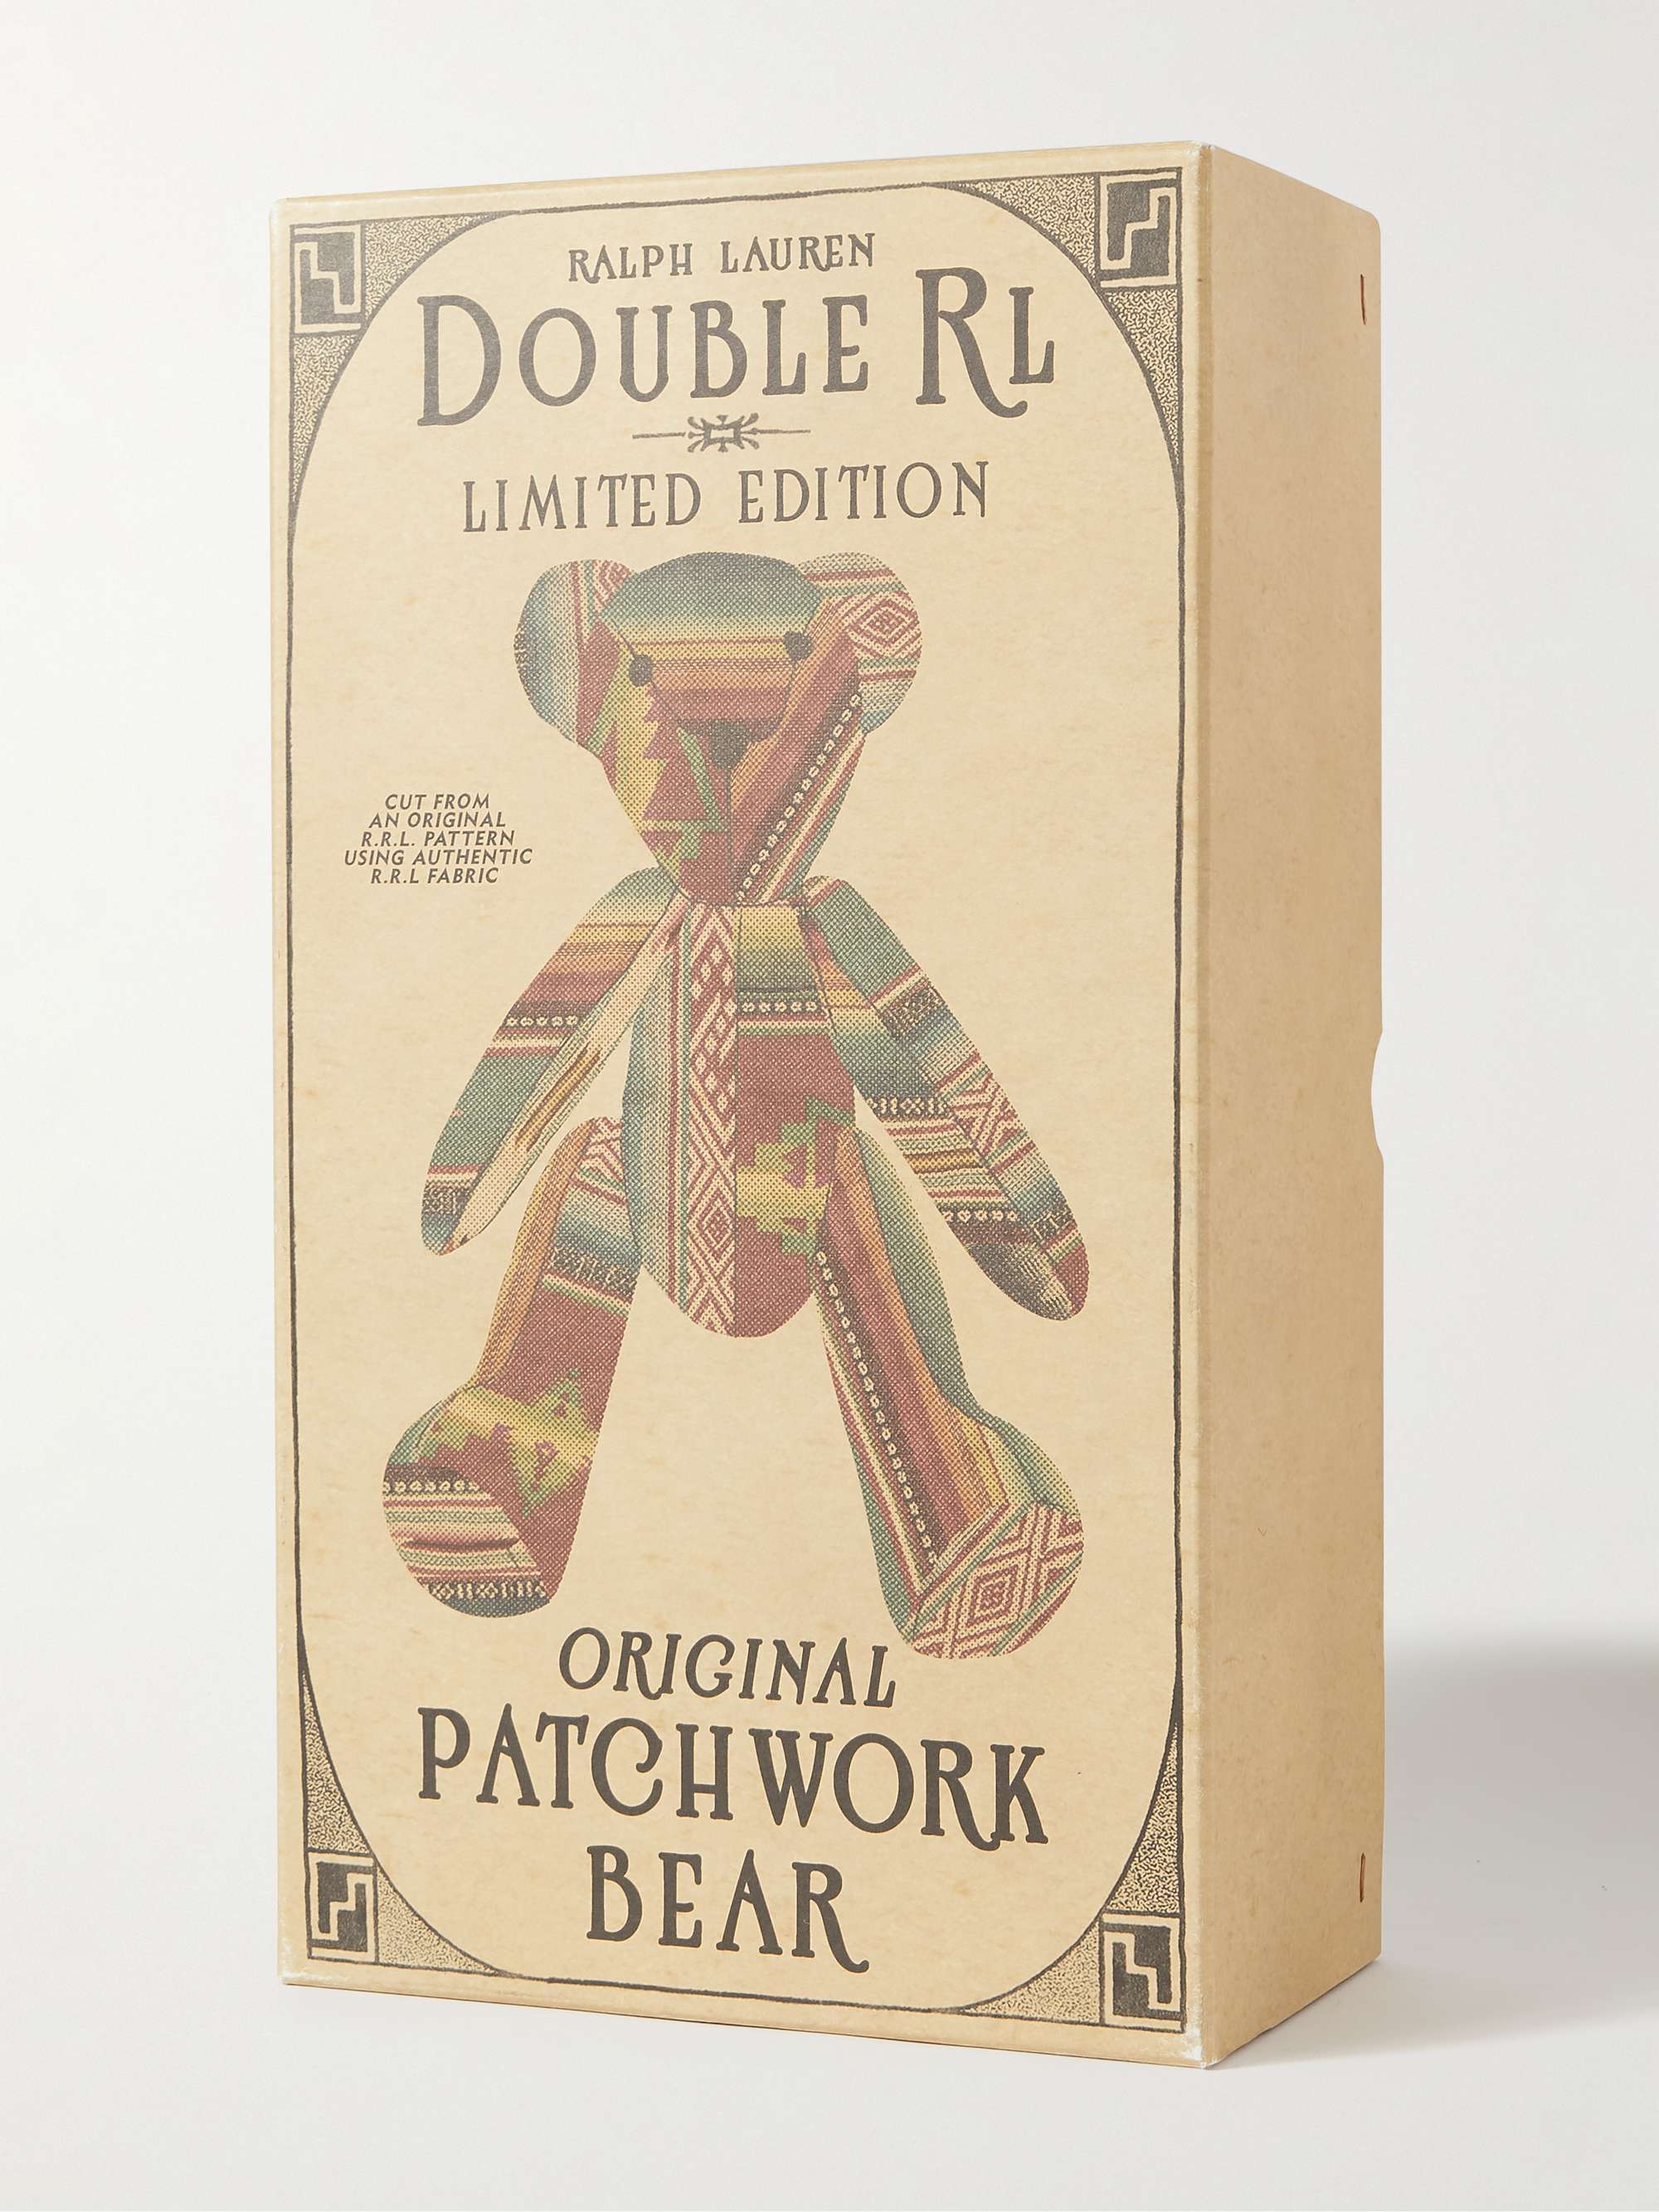 RALPH LAUREN
DOUBLE RL
LIMITED EDITION
CUT FROM
AN ORIGINAL
R.R.L. PATTERN
USING AUTHENTIC
R.R.L FABRIC
ORIGINAL
PATCHWORK
BEAR